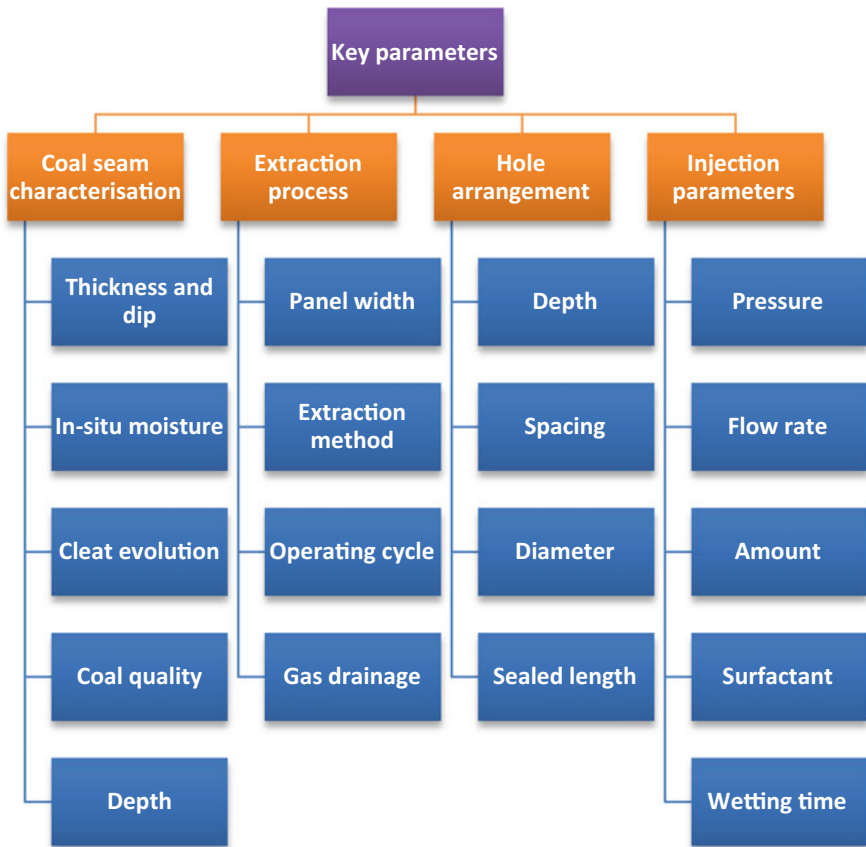 Key parameters
Coal seam
characterisation
Extraction
process
Hole
arrangement
Injection
parameters
Thickness and
dip
In-situ moisture
Cleat evolution
Coal quality
Depth
Panel width
Extraction
method
Operating cycle
Gas drainage
Depth
Spacing
Diameter
Sealed length
Pressure
Flow rate
Amount
Surfactant
Wetting time